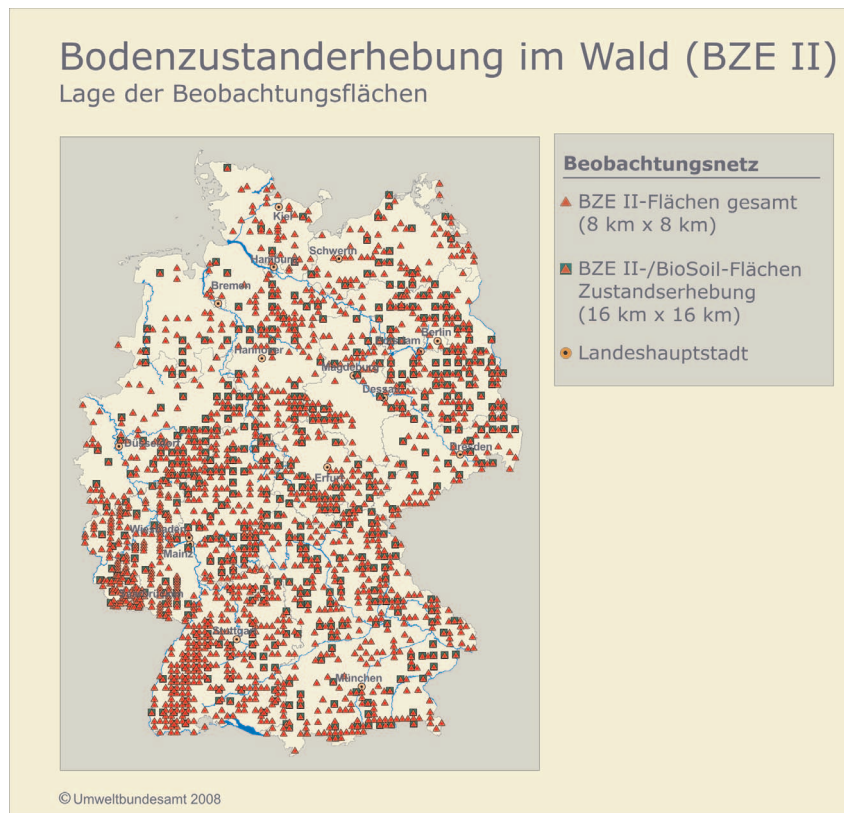 Bodenzustanderhebung im Wald (BZE II)
Lage der Beobachtungsflächen
Beobachtungsnetz
BZE II-Flächen gesamt
(8 km x 8 km)
BZE II-/BioSoil-Flächen
Zustandserhebung
(16 km x 16 km)
Landeshauptstadt
Kiel
Schwerin
Hamburg
Bremen
Berlin
Hannover
Magdeburg
Dessau
Düsseldorf
Dresden
Erfurt
Wiesbaden
Mainz
Stuttgart
München
© Umweltbundesamt 2008